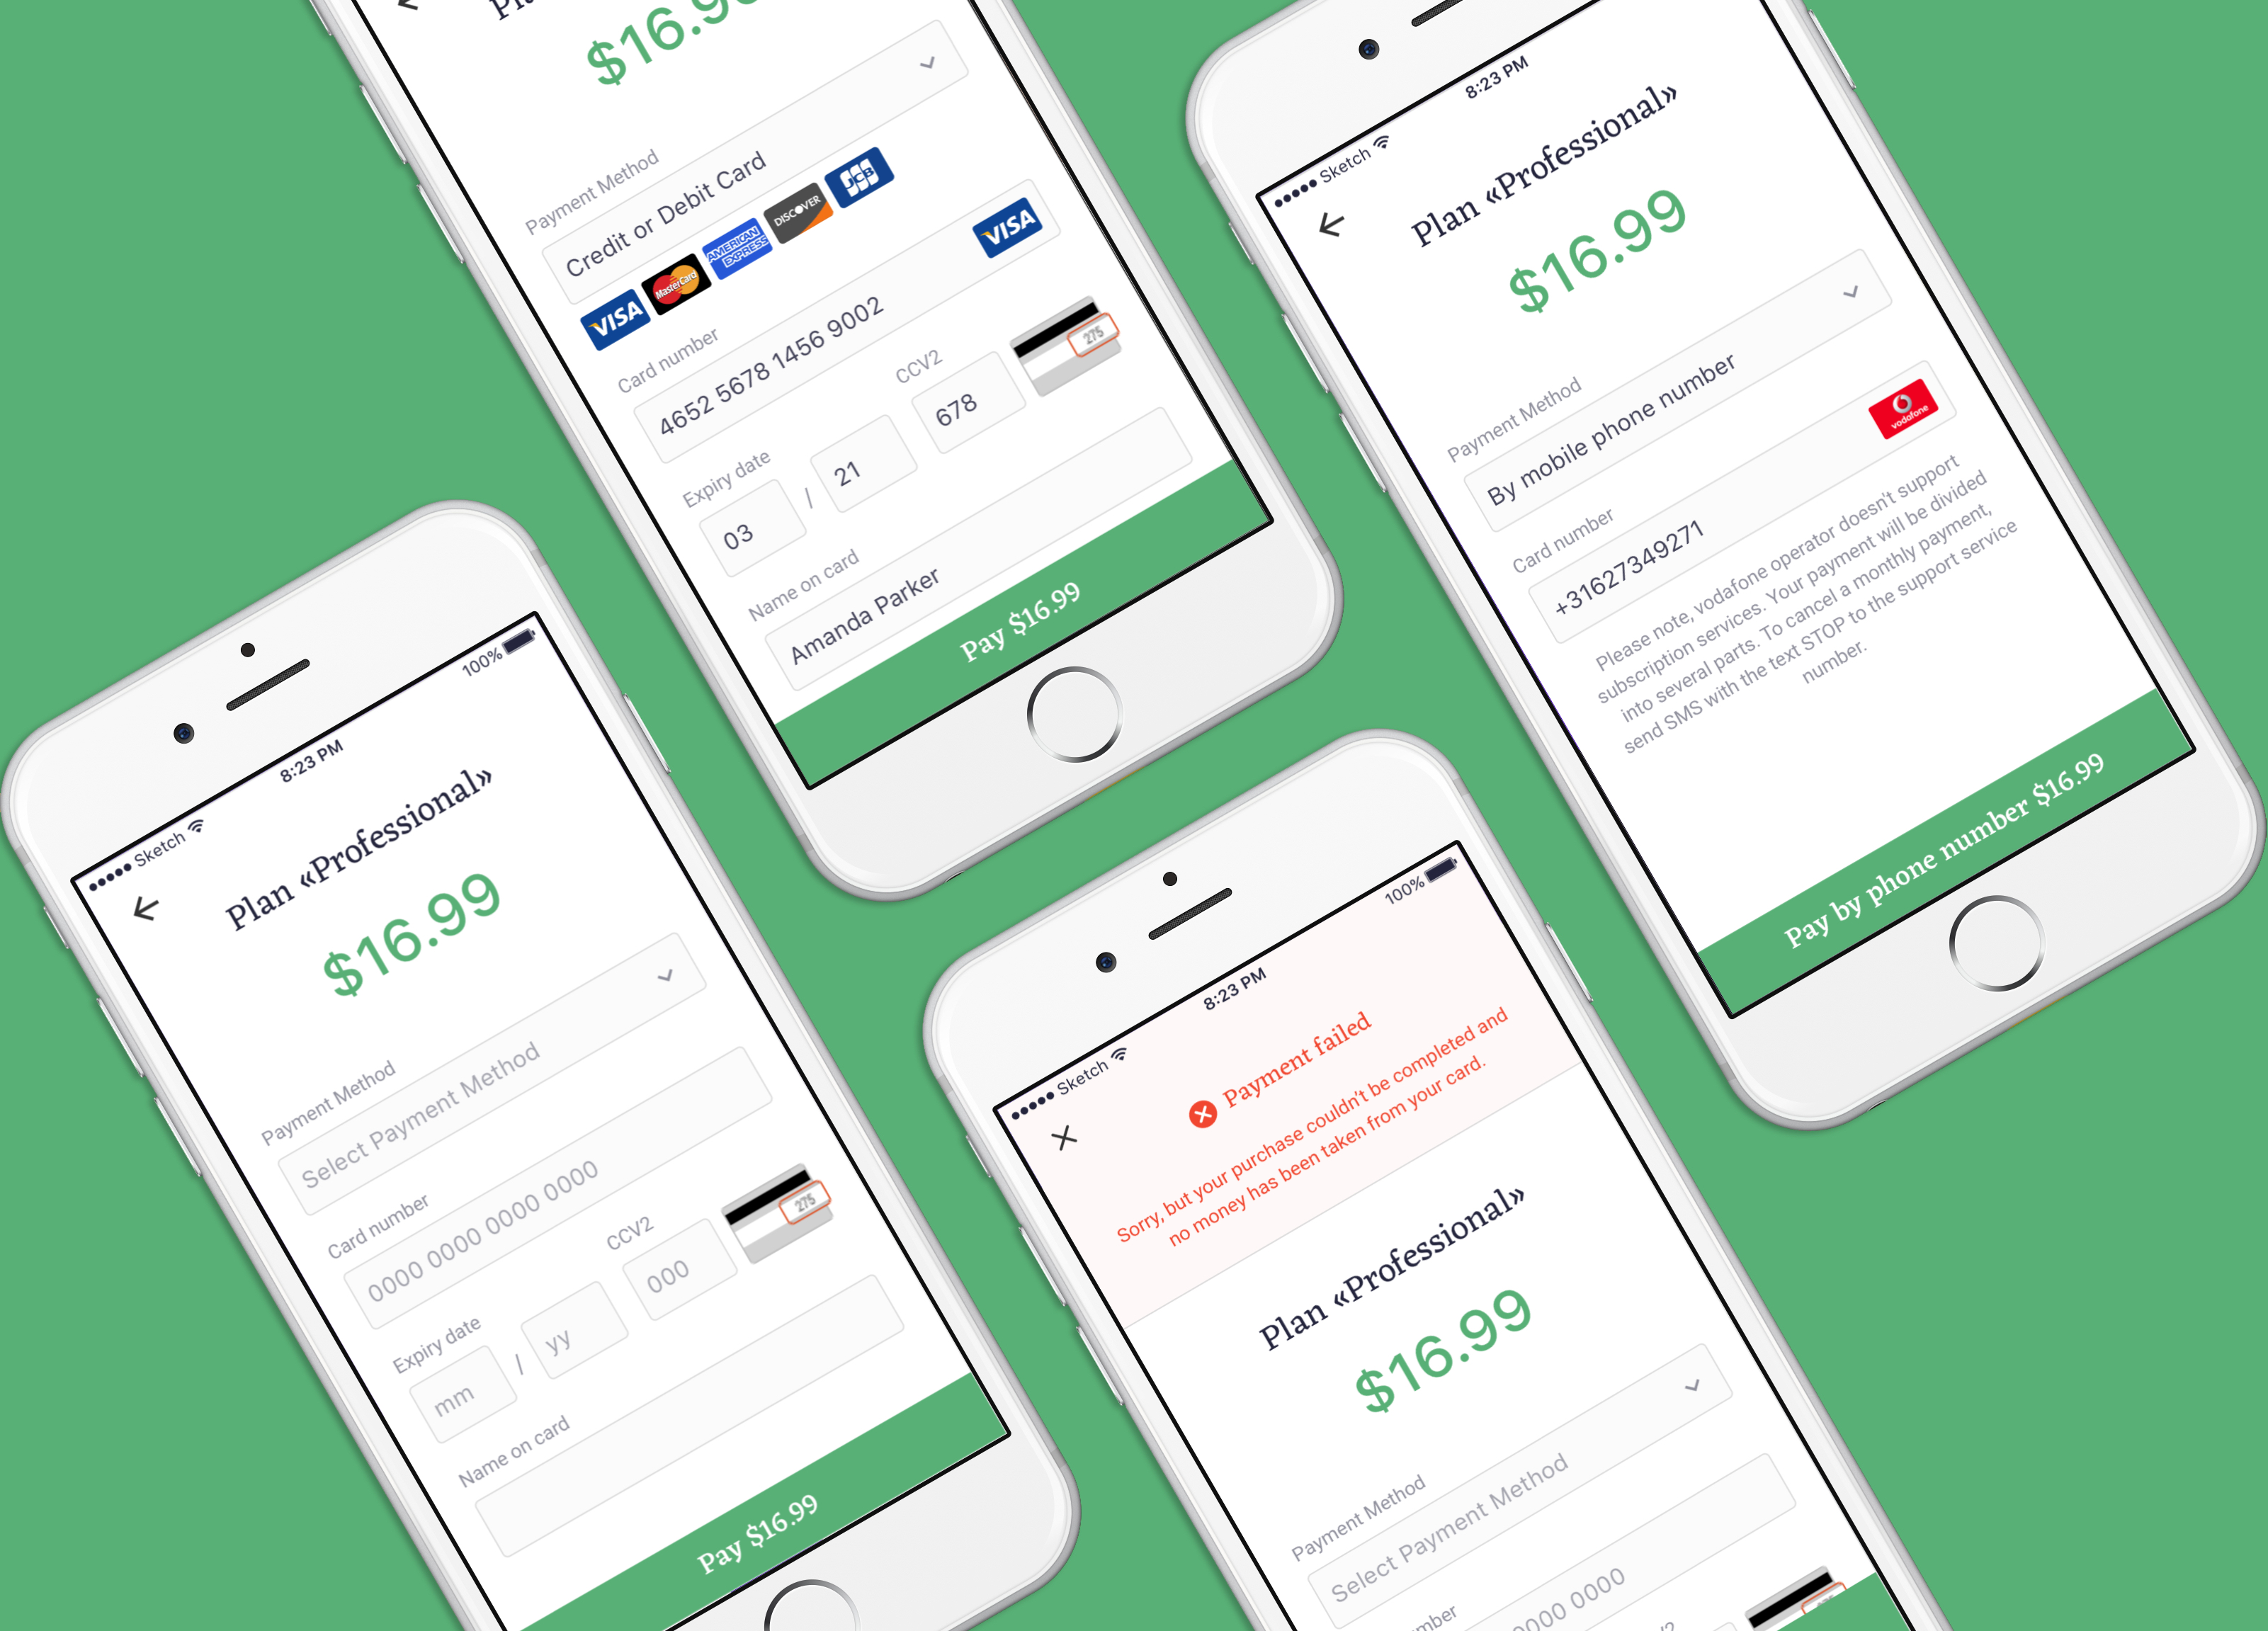 $16.99
Payment Method
Credit or Debit Card
VISA
MasterCard
AMERICAN
EXPRESS
DISCOVER
JCB
Card number
4652 5678 1456 9002
VISA
Expiry date
03
/
21
CCV2
678
275
Name on card
Amanda Parker
Pay $16.99
Sketch
8:23 PM
Plan «Professional»
$16.99
Payment Method
By mobile phone number
Card number
+31627349271
vodafone
Please note, vodafone operator doesn't support
subscription services. Your payment will be divided
into several parts. To cancel a monthly payment,
send SMS with the text STOP to the support service
number.
Pay by phone number $16.99
Sketch
8:23 PM
100%
Plan «Professional»
$16.99
Payment Method
Select Payment Method
Card number
0000 0000 0000 0000
Expiry date
mm
/
yy
CCV2
000
275
Name on card
Pay $16.99
Sketch
8:23 PM
100%
Payment failed
Sorry, but your purchase couldn't be completed and
no money has been taken from your card.
Plan «Professional»
$16.99
Payment Method
Select Payment Method
0000 0000